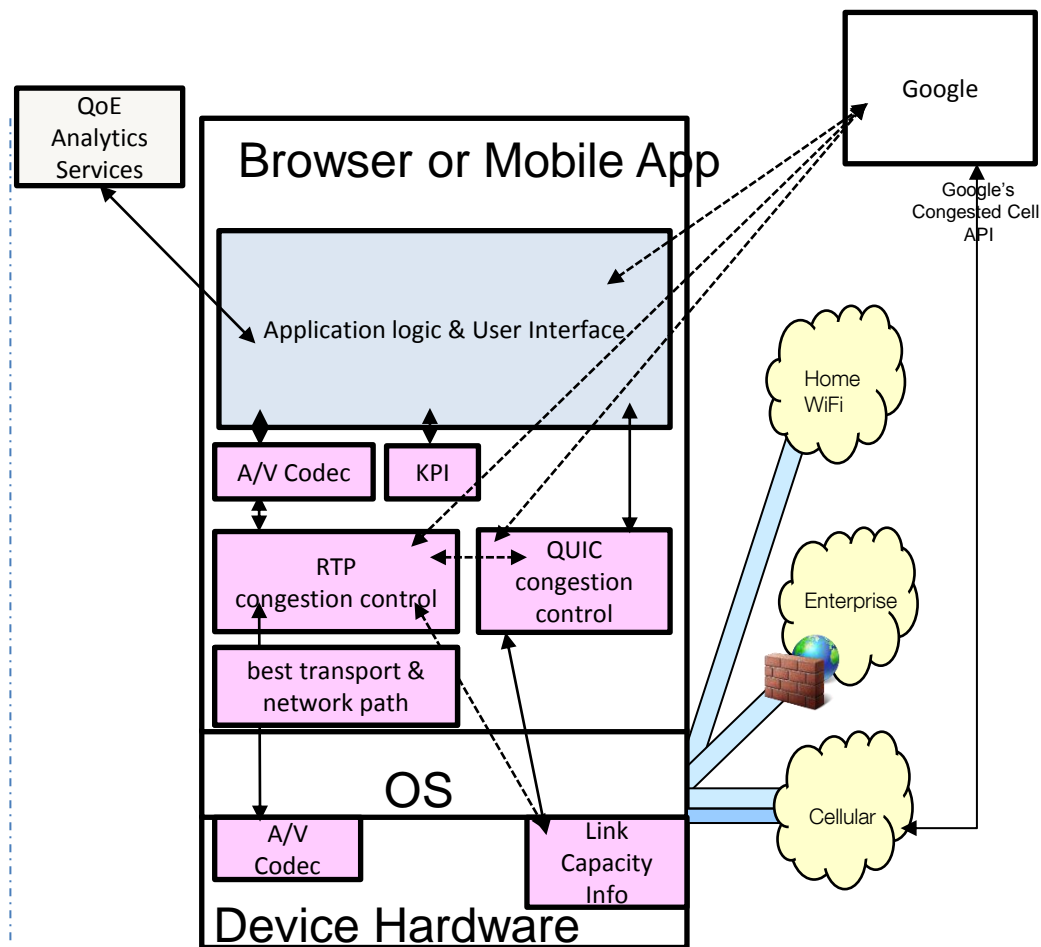 Google
QoE
Analytics
Services
Browser or Mobile App
Google's
Congested Cell
API
Application logic & User Interface
Home
WiFi
A/V Codec
KPI
RTP
congestion control
QUIC
congestion
control
Enterprise
best transport &
network path
OS
Cellular
A/V
Codec
Link
Capacity
Info
Device Hardware